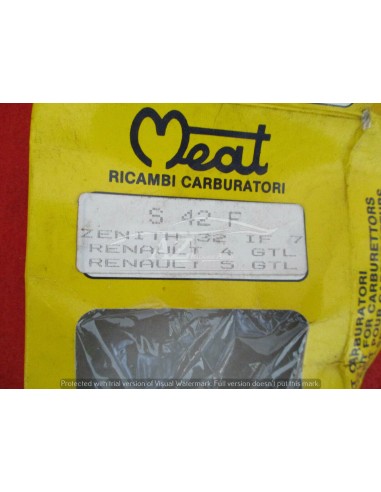 Meat
RICAMBI CARBURATORI
S 42 F
ZENITH 32 IF 7
RENAULT 4 GTL
RENAULT 5 GTL
CARBURATORI
FOR CARBURETTORS
POUR
Protected with trial version of Visual Watermark. Full version doesn't put this mark.